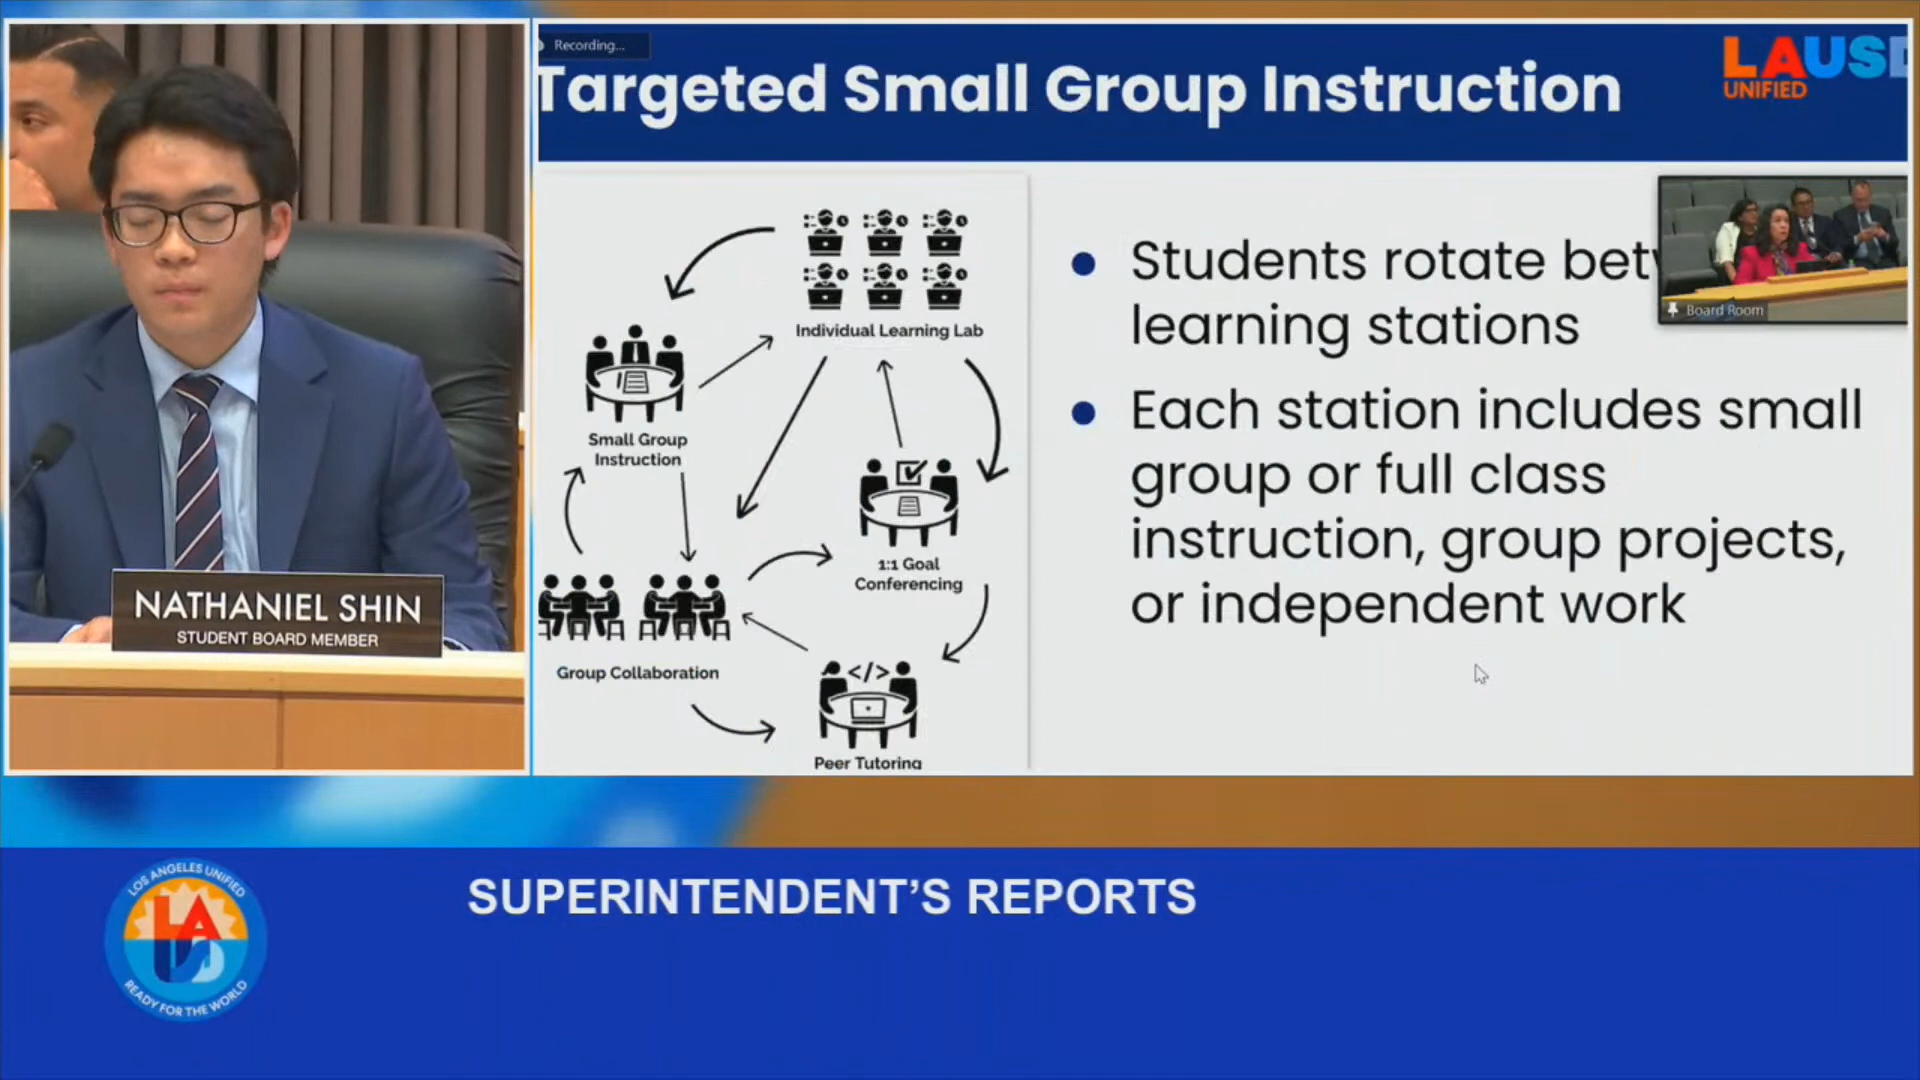 NATHANIEL SHIN
STUDENT BOARD MEMBER
Recording...
Targeted Small Group Instruction
LAUSD
UNIFIED
Individual Learning Lab
Small Group
Instruction
1:1 Goal
Conferencing
Group Collaboration
Peer Tutoring
Students rotate
learning stations
Each station includes small
group or full class
instruction, group projects,
or independent work
Board Room
SUPERINTENDENT’S REPORTS
LOS ANGELES UNIFIED
LAUSD
READY FOR THE WORLD